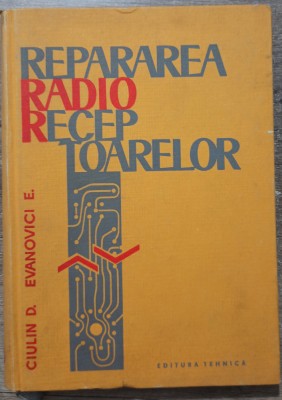 REPARAREA
RADIO
RECEP
TOARELOR
CIULIN D. EVANOVICI E.
EDITURA TEHNICA